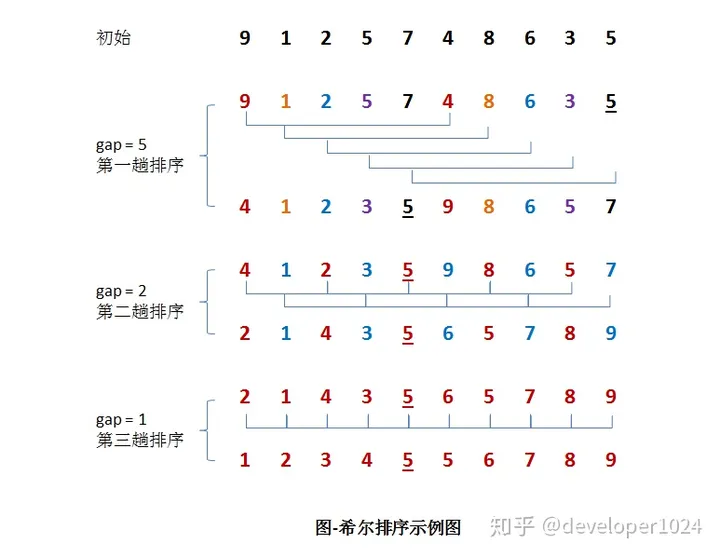 初始 9 1 2 5 7 4 8 6 3 5
9 1 2 5 7 4 8 6 3 5
gap = 5
第一趟排序
4 1 2 3 5 9 8 6 5 7
4 1 2 3 5 9 8 6 5 7
gap = 2
第二趟排序
2 1 4 3 5 6 5 7 8 9
2 1 4 3 5 6 5 7 8 9
gap = 1
第三趟排序
1 2 3 4 5 5 6 7 8 9
图-希尔排序示例图
知乎 @developer1024